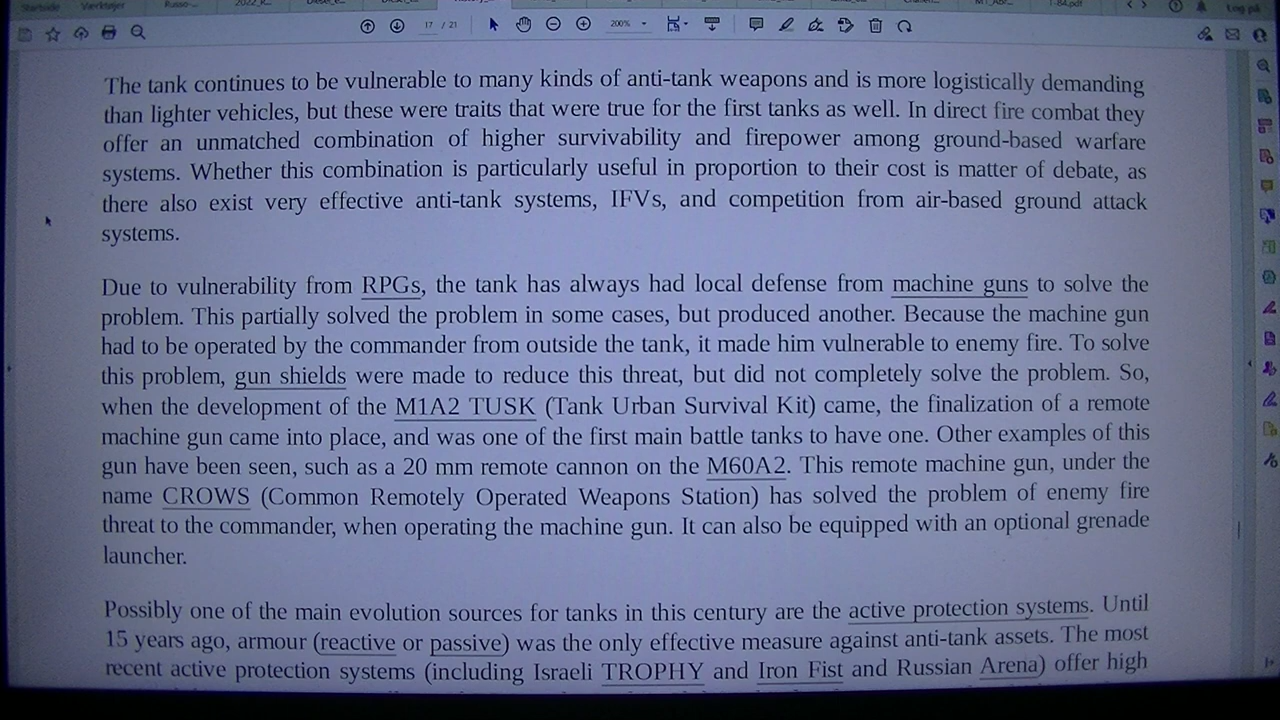 Startside Værktøjer
17 / 21
200%
Log på
The tank continues to be vulnerable to many kinds of anti-tank weapons and is more logistically demanding
than lighter vehicles, but these were traits that were true for the first tanks as well. In direct fire combat they
offer an unmatched combination of higher survivability and firepower among ground-based warfare
systems. Whether this combination is particularly useful in proportion to their cost is matter of debate, as
there also exist very effective anti-tank systems, IFVs, and competition from air-based ground attack
systems.
Due to vulnerability from RPGs, the tank has always had local defense from machine guns to solve the
problem. This partially solved the problem in some cases, but produced another. Because the machine gun
had to be operated by the commander from outside the tank, it made him vulnerable to enemy fire. To solve
this problem, gun shields were made to reduce this threat, but did not completely solve the problem. So,
when the development of the M1A2 TUSK (Tank Urban Survival Kit) came, the finalization of a remote
machine gun came into place, and was one of the first main battle tanks to have one. Other examples of this
gun have been seen, such as a 20 mm remote cannon on the M60A2. This remote machine gun, under the
name CROWS (Common Remotely Operated Weapons Station) has solved the problem of enemy fire
threat to the commander, when operating the machine gun. It can also be equipped with an optional grenade
launcher.
Possibly one of the main evolution sources for tanks in this century are the active protection systems. Until
15 years ago, armour (reactive or passive) was the only effective measure against anti-tank assets. The most
recent active protection systems (including Israeli TROPHY and Iron Fist and Russian Arena) offer high